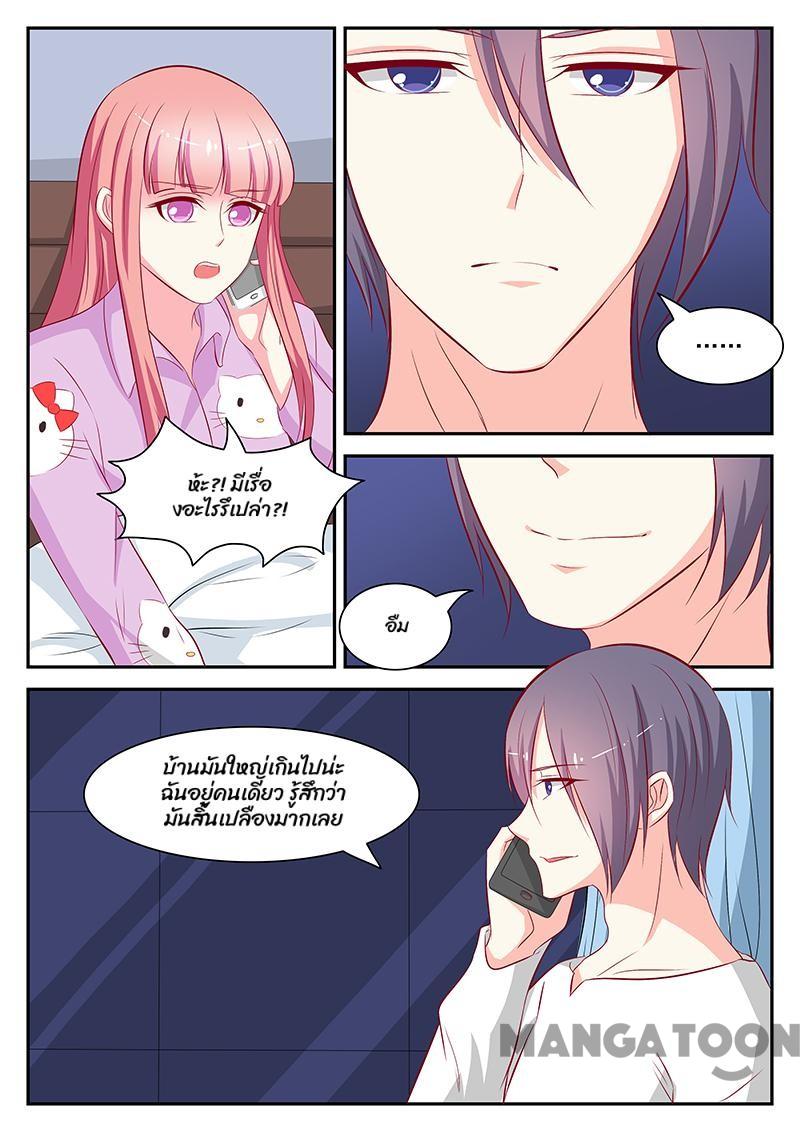 ......
ห้ะ?! มีเรื่อ
งอะไรรึเปล่า?!
อืม
บ้านมันใหญ่เกินไปน่ะ
ฉันอยู่คนเดียว รู้สึกว่า
มันสิ้นเปลืองมากเลย
MANGATOON